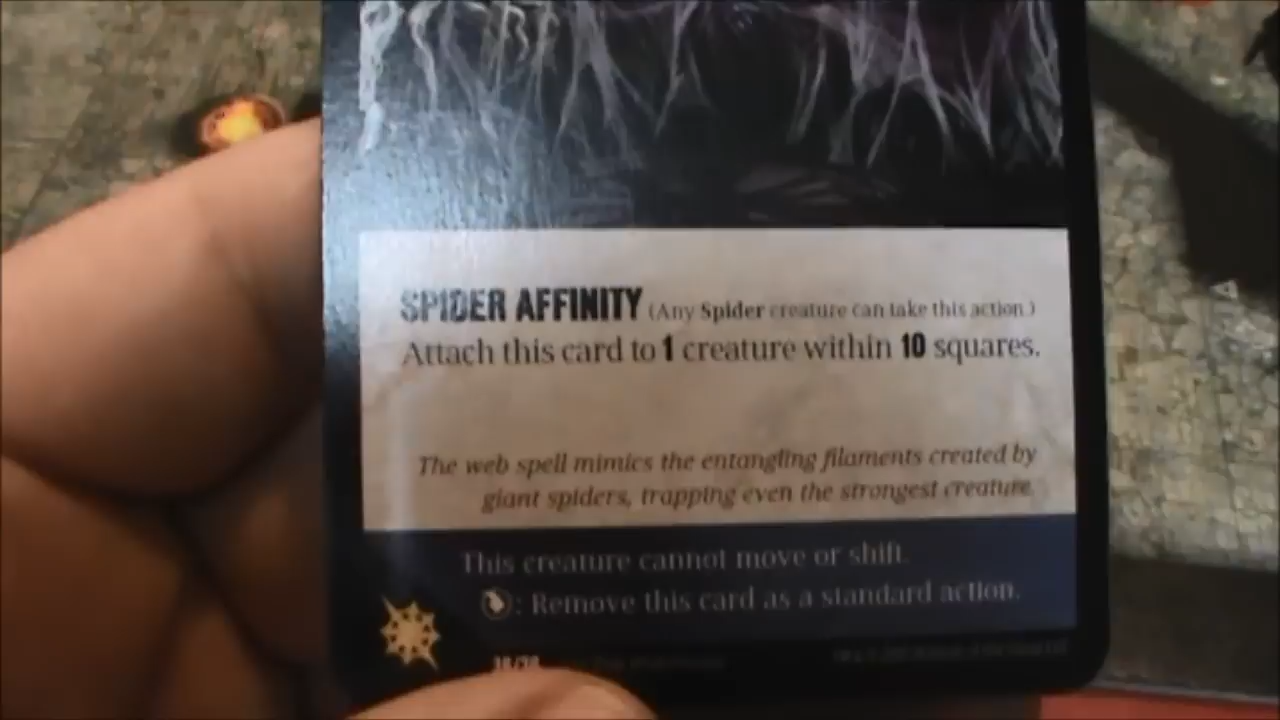 SPIDER AFFINITY (Any Spider creature can take this action.)
Attach this card to 1 creature within 10 squares.
The web spell mimics the entangling filaments created by
giant spiders, trapping even the strongest creature.
This creature cannot move or shift.
: Remove this card as a standard action.